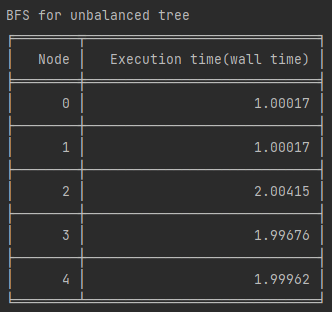 BFS for unbalanced tree
Node Execution time(wall time)
0 1.00017
1 1.00017
2 2.00415
3 1.99676
4 1.99962